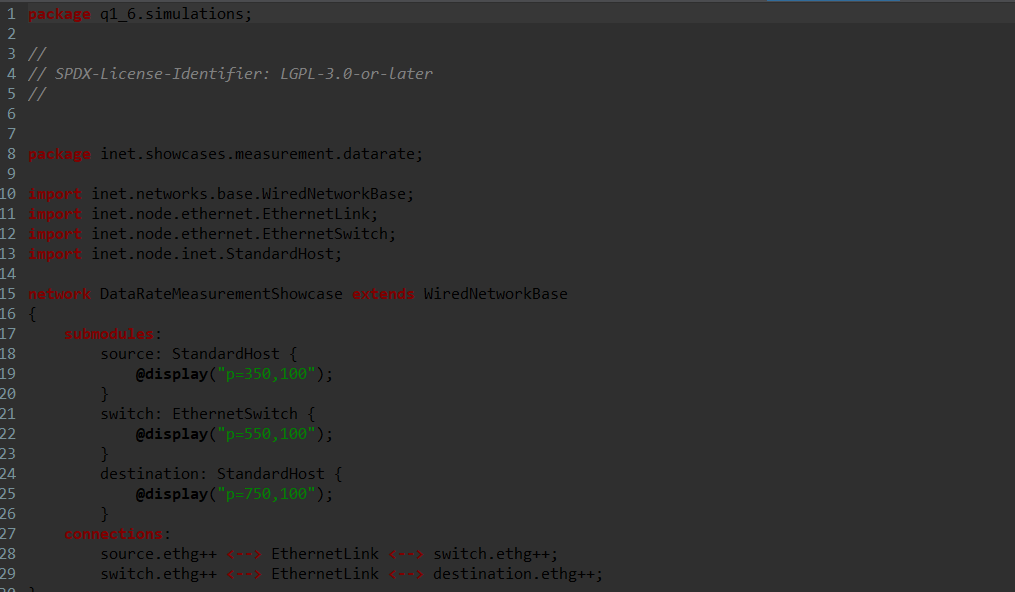 1 package q1_6.simulations;
2
3 //
4 // SPDX-License-Identifier: LGPL-3.0-or-later
5 //
6
7
8 package inet.showcases.measurement.datarate;
9
10 import inet.networks.base.WiredNetworkBase;
11 import inet.node.ethernet.EthernetLink;
12 import inet.node.ethernet.EthernetSwitch;
13 import inet.node.inet.StandardHost;
14
15 network DataRateMeasurementShowcase extends WiredNetworkBase
16 {
17     submodules:
18         source: StandardHost {
19             @display("p=350,100");
20         }
21         switch: EthernetSwitch {
22             @display("p=550,100");
23         }
24         destination: StandardHost {
25             @display("p=750,100");
26         }
27     connections:
28         source.ethg++ <--> EthernetLink <--> switch.ethg++;
29         switch.ethg++ <--> EthernetLink <--> destination.ethg++;